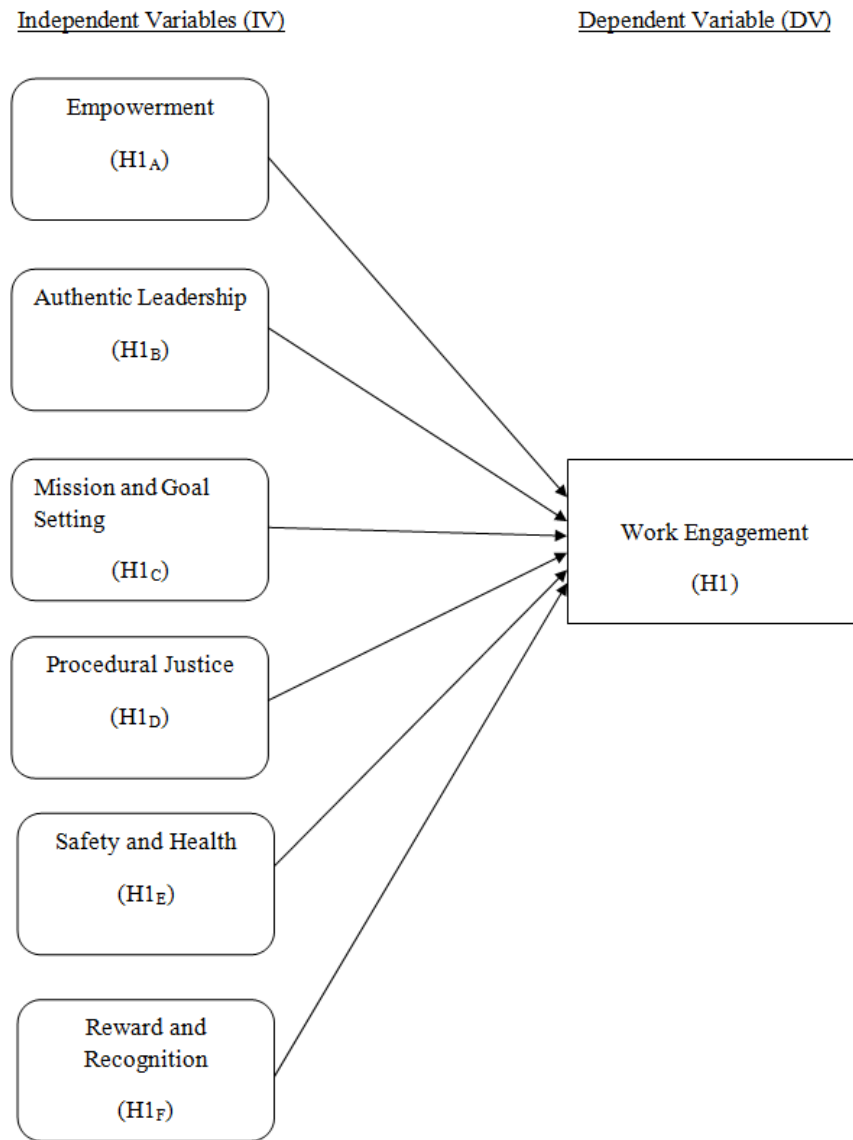 Independent Variables (IV)
Dependent Variable (DV)
Empowerment
(H1A)
Authentic Leadership
(H1B)
Mission and Goal
Setting
(H1C)
Procedural Justice
(H1D)
Safety and Health
(H1E)
Reward and
Recognition
(H1F)
Work Engagement
(H1)